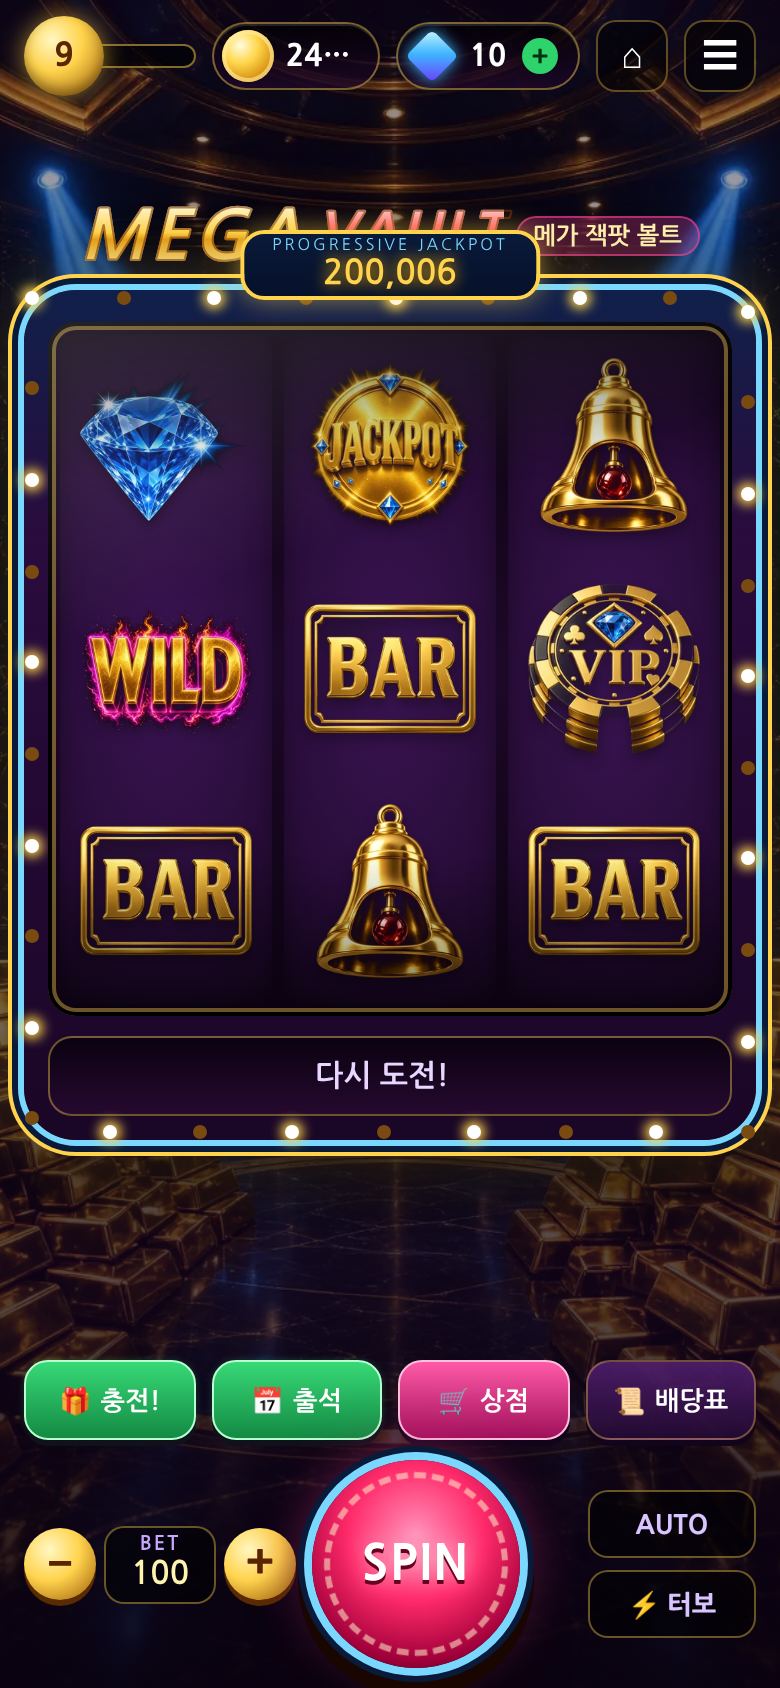 9
24…
10
MEGA VAULT 메가 잭팟 볼트
PROGRESSIVE JACKPOT
200,006
JACKPOT
WILD
BAR
VIP
BAR
BAR
다시 도전!
충전!
출석
상점
배당표
BET
100
SPIN
AUTO
터보